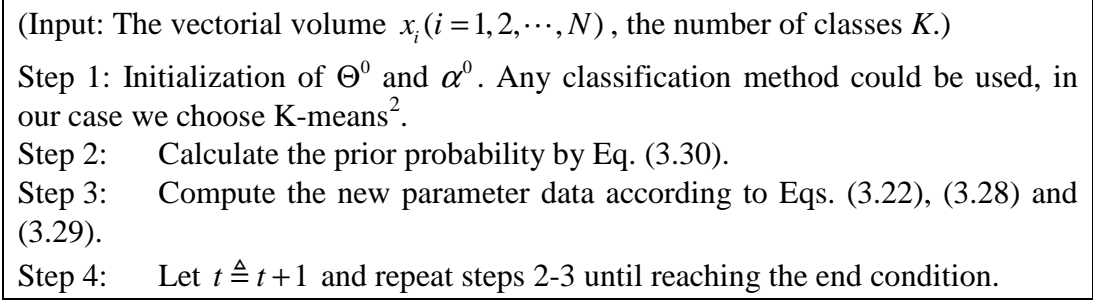 (Input: The vectorial volume x_i (i = 1, 2, ⋯, N) , the number of classes K.)
Step 1: Initialization of Θ^0 and α^0. Any classification method could be used, in
our case we choose K-means^2.
Step 2: Calculate the prior probability by Eq. (3.30).
Step 3: Compute the new parameter data according to Eqs. (3.22), (3.28) and
(3.29).
Step 4: Let t ≜ t + 1 and repeat steps 2-3 until reaching the end condition.